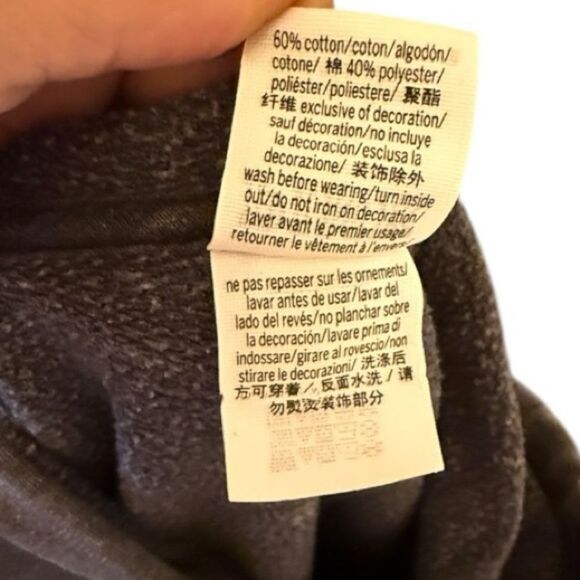 60% cotton/coton/algodón/
cotone/ 棉 40% polyester/
poliéster/poliestere/ 聚酯
纤维 exclusive of decoration/
sauf décoration/no incluye
la decoración/esclusa la
decorazione/ 装饰除外
wash before wearing/turn inside
out/do not iron on decoration/
laver avant le premier usage/
retourner le vêtement à l'envers/
ne pas repasser sur les ornements/
lavar antes de usar/lavar del
lado del revés/no planchar sobre
la decoración/lavare prima di
indossare/girare al rovescio/non
stirare le decorazioni/ 洗涤后
方可穿着/ 反面水洗/ 请
勿熨烫装饰部分